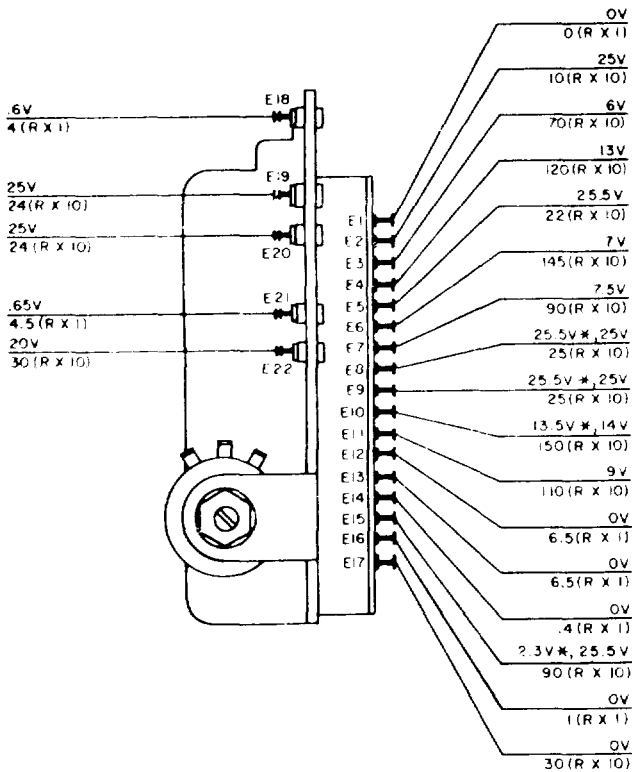 .6V
4(R X 1)
25V
24(R X 10)
25V
24(R X 10)
.65V
4.5(R X 1)
20V
30(R X 10)
E18
E19
E20
E21
E22
E1
E2
E3
E4
E5
E6
E7
E8
E9
E10
E11
E12
E13
E14
E15
E16
E17
0V
0(R X 1)
25V
10(R X 10)
6V
70(R X 10)
13V
120(R X 10)
25.5V
22(R X 10)
7V
145(R X 10)
7.5V
90(R X 10)
25.5V*,25V
25(R X 10)
25.5V*,25V
25(R X 10)
13.5V*,14V
150(R X 10)
9V
110(R X 10)
0V
6.5(R X 1)
0V
6.5(R X 1)
0V
.4(R X 1)
2.3V*, 25.5V
90(R X 10)
0V
1(R X 1)
0V
30(R X 10)